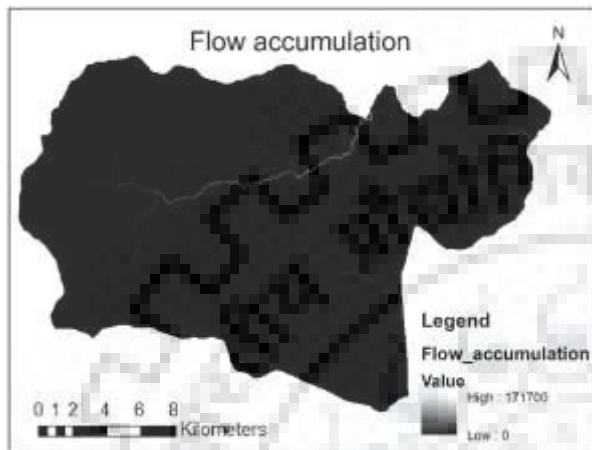 Flow accumulation
N
Legend
Flow_accumulation
Value
High : 171700
Low : 0
0 1 2 4 6 8
Kilometers